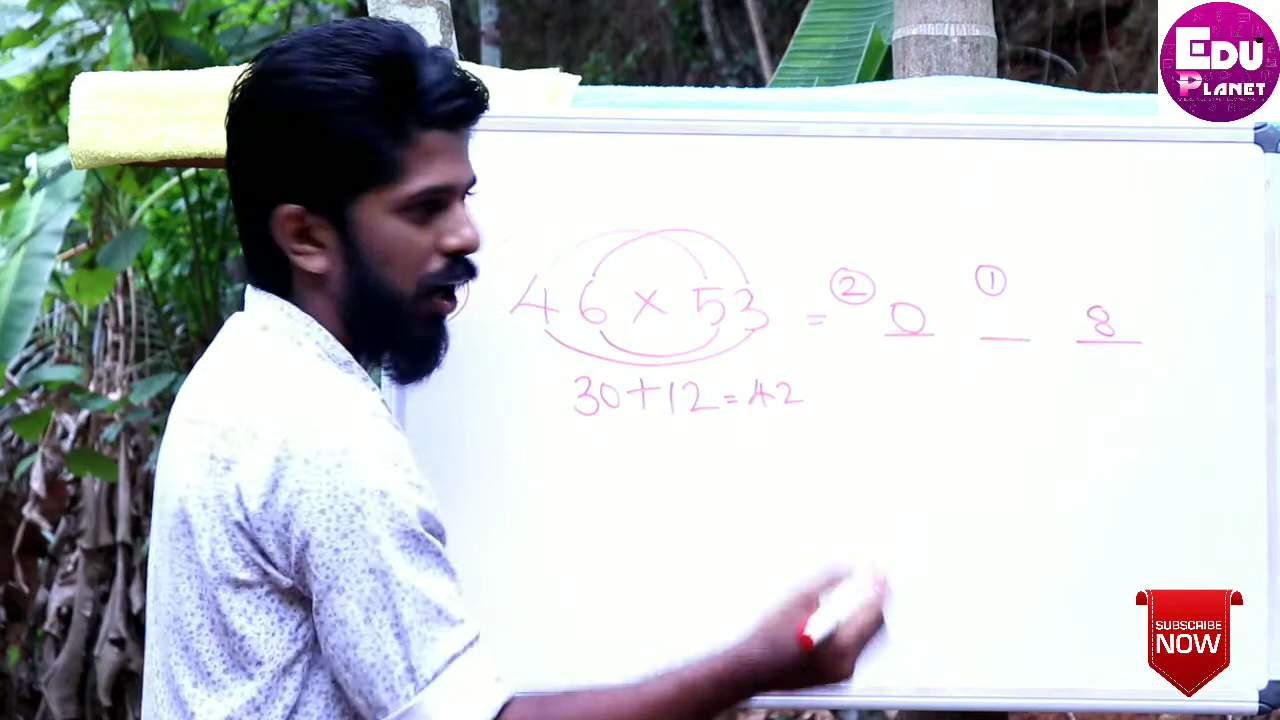 EDU
PLANET
46 × 53 = ② 0 ① _ 8
30+12=42
SUBSCRIBE
NOW